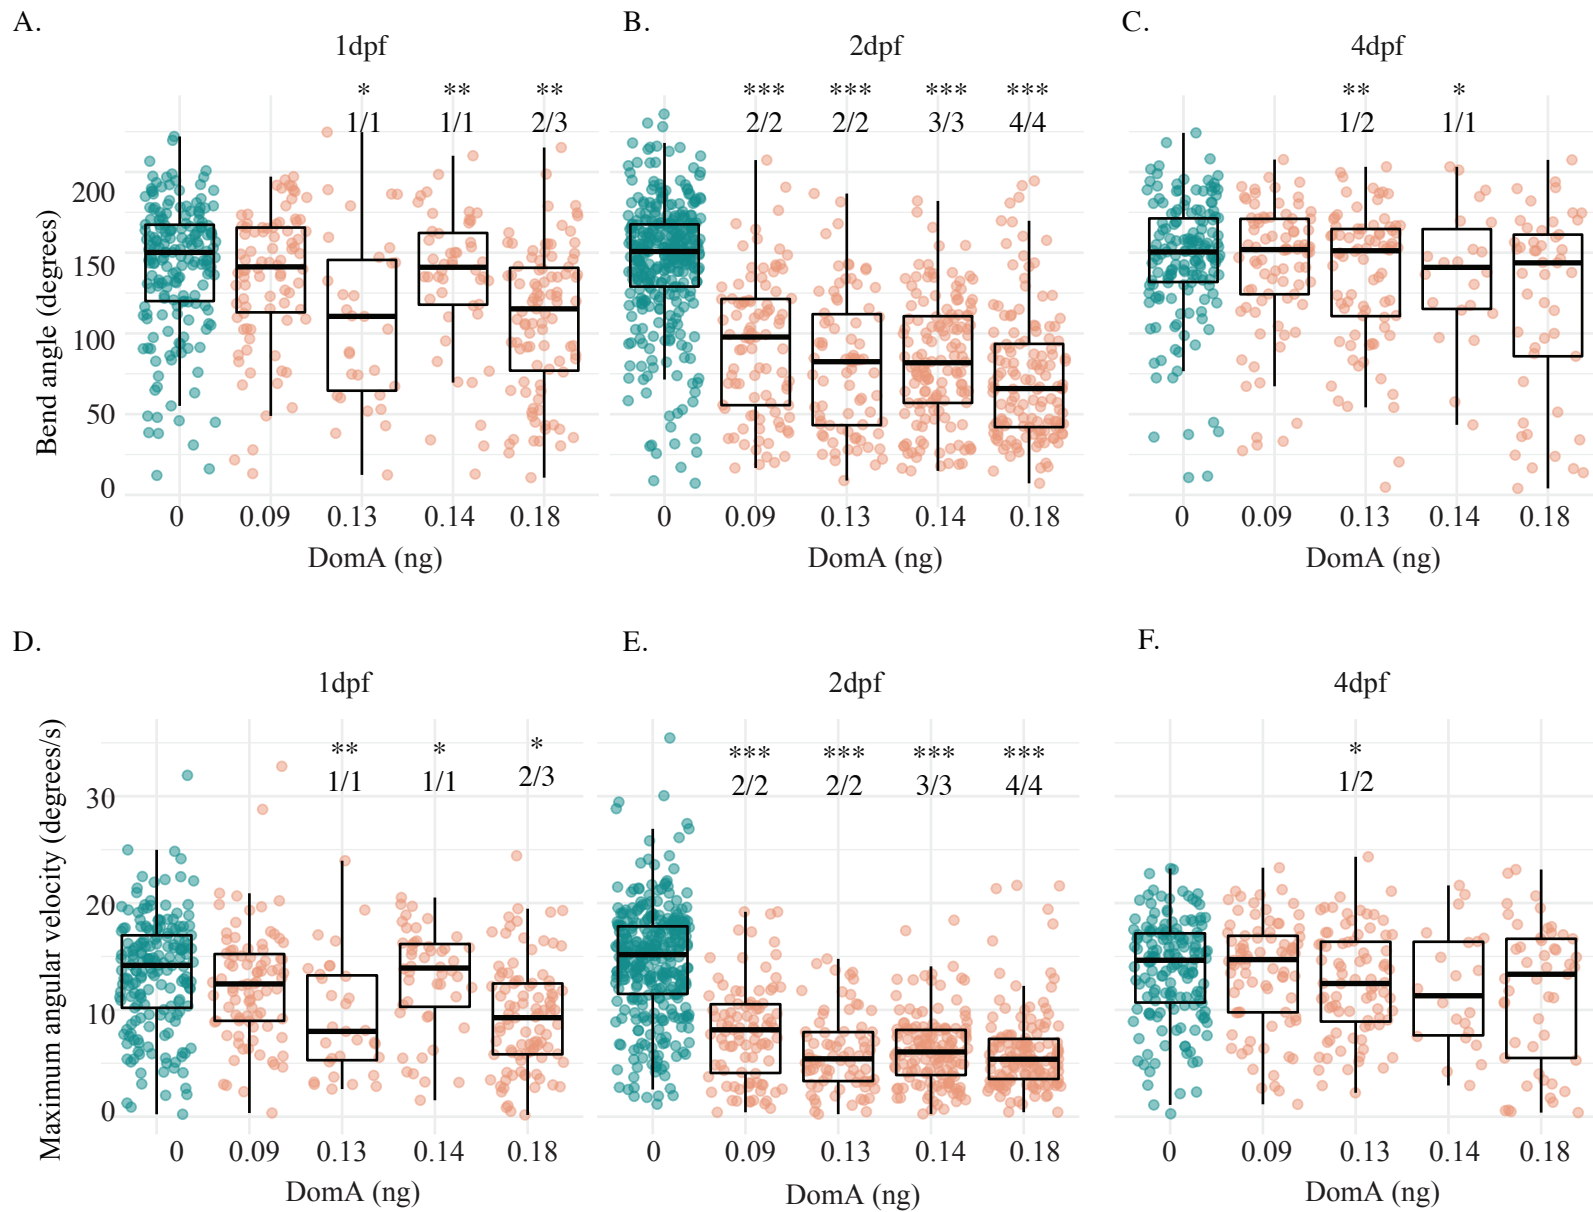 A.
B.
C.
1dpf
2dpf
4dpf
* ** **
1/1 1/1 2/3
*** *** *** ***
2/2 2/2 3/3 4/4
** *
1/2 1/1
Bend angle (degrees)
200
150
100
50
0
0 0.09 0.13 0.14 0.18
0 0.09 0.13 0.14 0.18
0 0.09 0.13 0.14 0.18
DomA (ng)
DomA (ng)
DomA (ng)
D.
E.
F.
1dpf
2dpf
4dpf
** * *
1/1 1/1 2/3
*** *** *** ***
2/2 2/2 3/3 4/4
*
1/2
Maximum angular velocity (degrees/s)
30
20
10
0
0 0.09 0.13 0.14 0.18
0 0.09 0.13 0.14 0.18
0 0.09 0.13 0.14 0.18
DomA (ng)
DomA (ng)
DomA (ng)